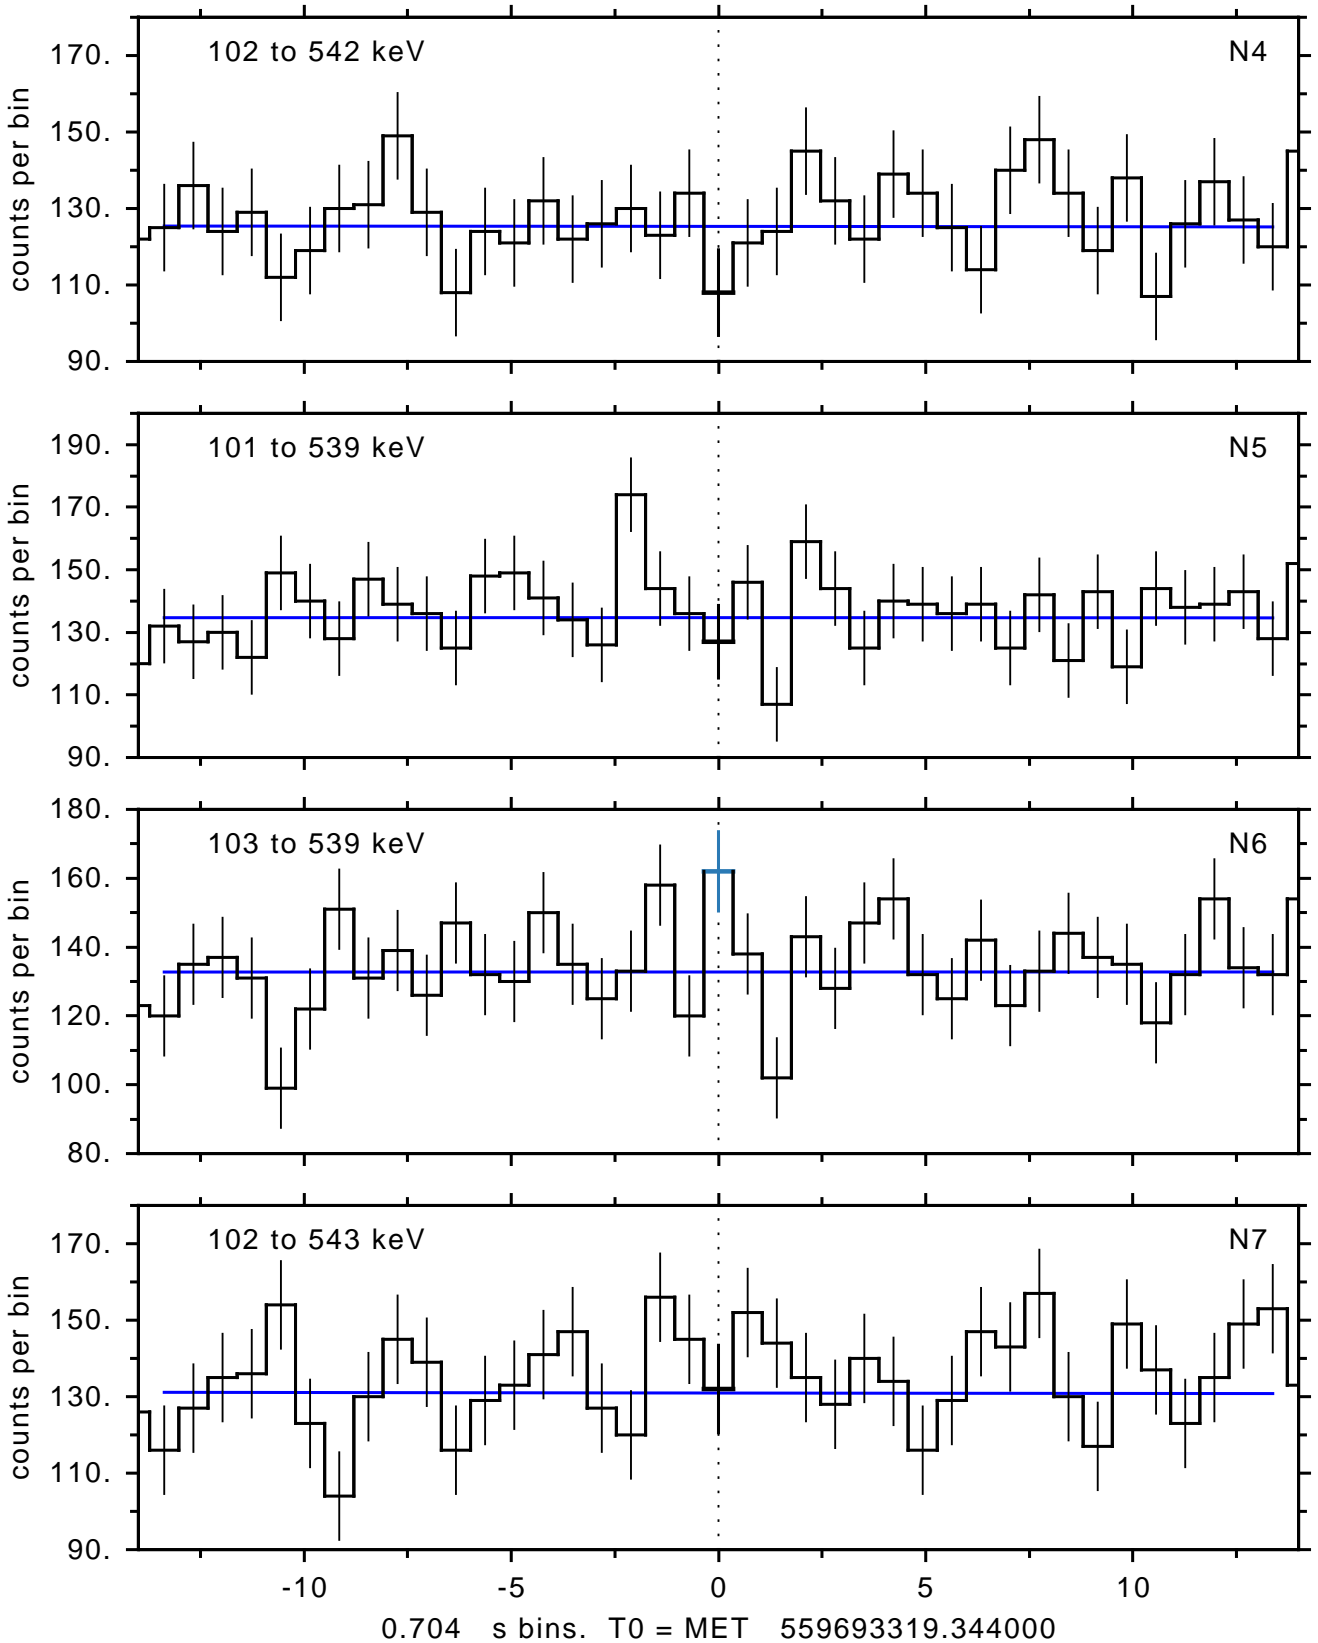 102 to 542 keV N4
170.
150.
130.
110.
90.
counts per bin
101 to 539 keV N5
190.
170.
150.
130.
110.
90.
counts per bin
103 to 539 keV N6
180.
160.
140.
120.
100.
80.
counts per bin
102 to 543 keV N7
170.
150.
130.
110.
90.
counts per bin
-10 -5 0 5 10
0.704 s bins. T0 = MET 559693319.344000